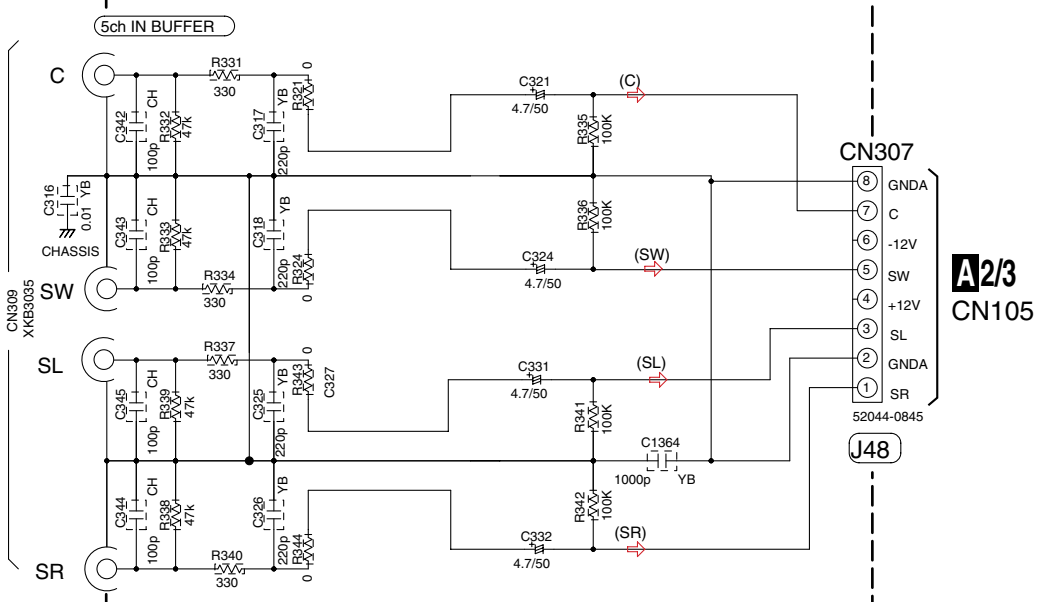 5ch IN BUFFER
C
R331
330
0
R321
C342
CH
100p
R332
47k
C317
YB
220p
C321
4.7/50
(C)
R335
100K
CN307
C316
YB
0.01
CHASSIS
C343
CH
100p
R333
47k
C318
YB
220p
R324
0
R336
100K
C324
4.7/50
(SW)
SW
R334
330
CN309
XKB3035
8 GNDA
7 C
6 -12V
5 SW
4 +12V
3 SL
2 GNDA
1 SR
A 2/3
CN105
52044-0845
J48
SL
R337
330
0
R343
C327
C345
CH
100p
R339
47k
C325
YB
220p
C331
4.7/50
(SL)
R341
100K
C1364
1000p
YB
C344
CH
100p
R338
47k
C326
YB
220p
R344
0
R342
100K
C332
4.7/50
(SR)
SR
R340
330